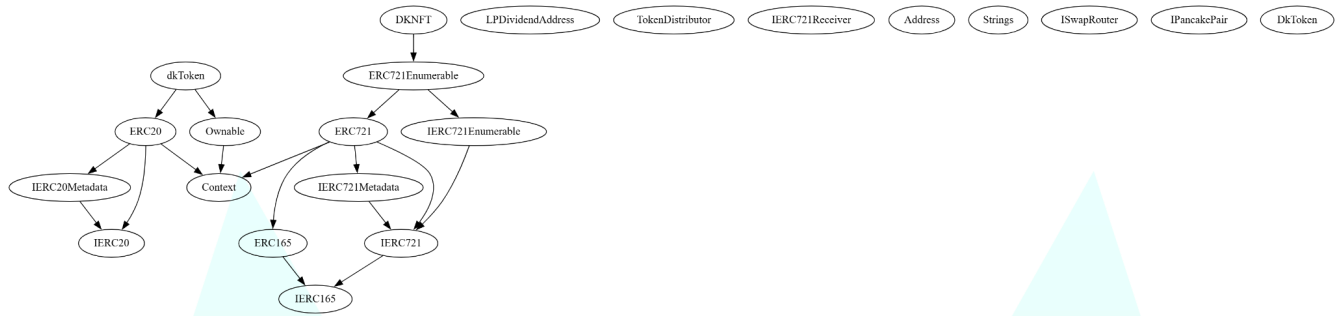 DKNFT LPDividendAddress TokenDistributor IERC721Receiver Address Strings ISwapRouter IPancakePair DkToken
dkToken ERC721Enumerable
ERC20 Ownable ERC721 IERC721Enumerable
IERC20Metadata Context IERC721Metadata
IERC20 ERC165 IERC721
IERC165